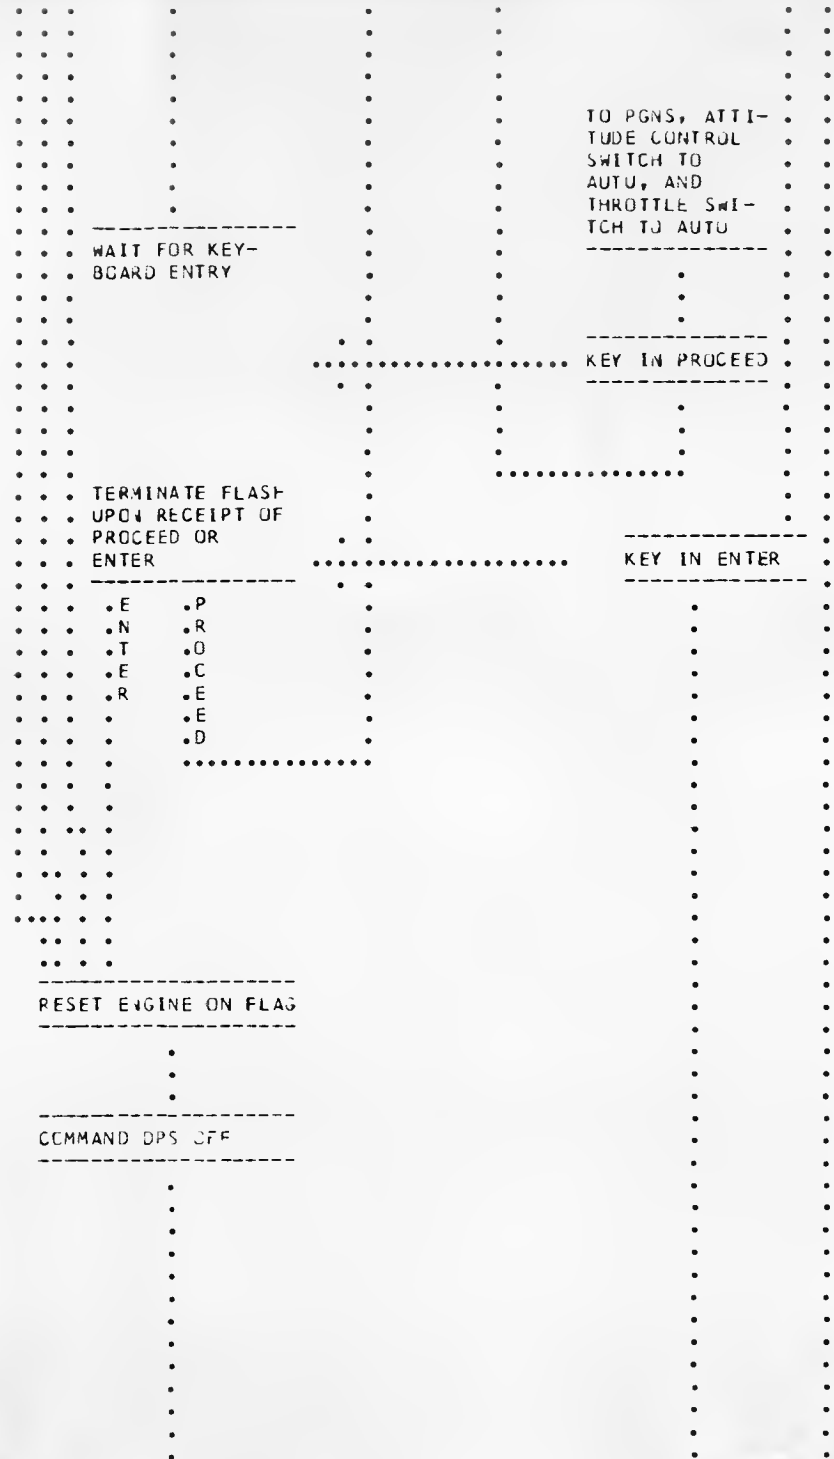 TO PGNS, ATTI-
TUDE CONTROL
SWITCH TO
AUTO, AND
THROTTLE SWI-
TCH TO AUTO
WAIT FOR KEY-
BOARD ENTRY
KEY IN PROCEED
TERMINATE FLASH
UPON RECEIPT OF
PROCEED OR
ENTER
KEY IN ENTER
ENTER
PROCEED
RESET ENGINE ON FLAG
COMMAND DPS OFF